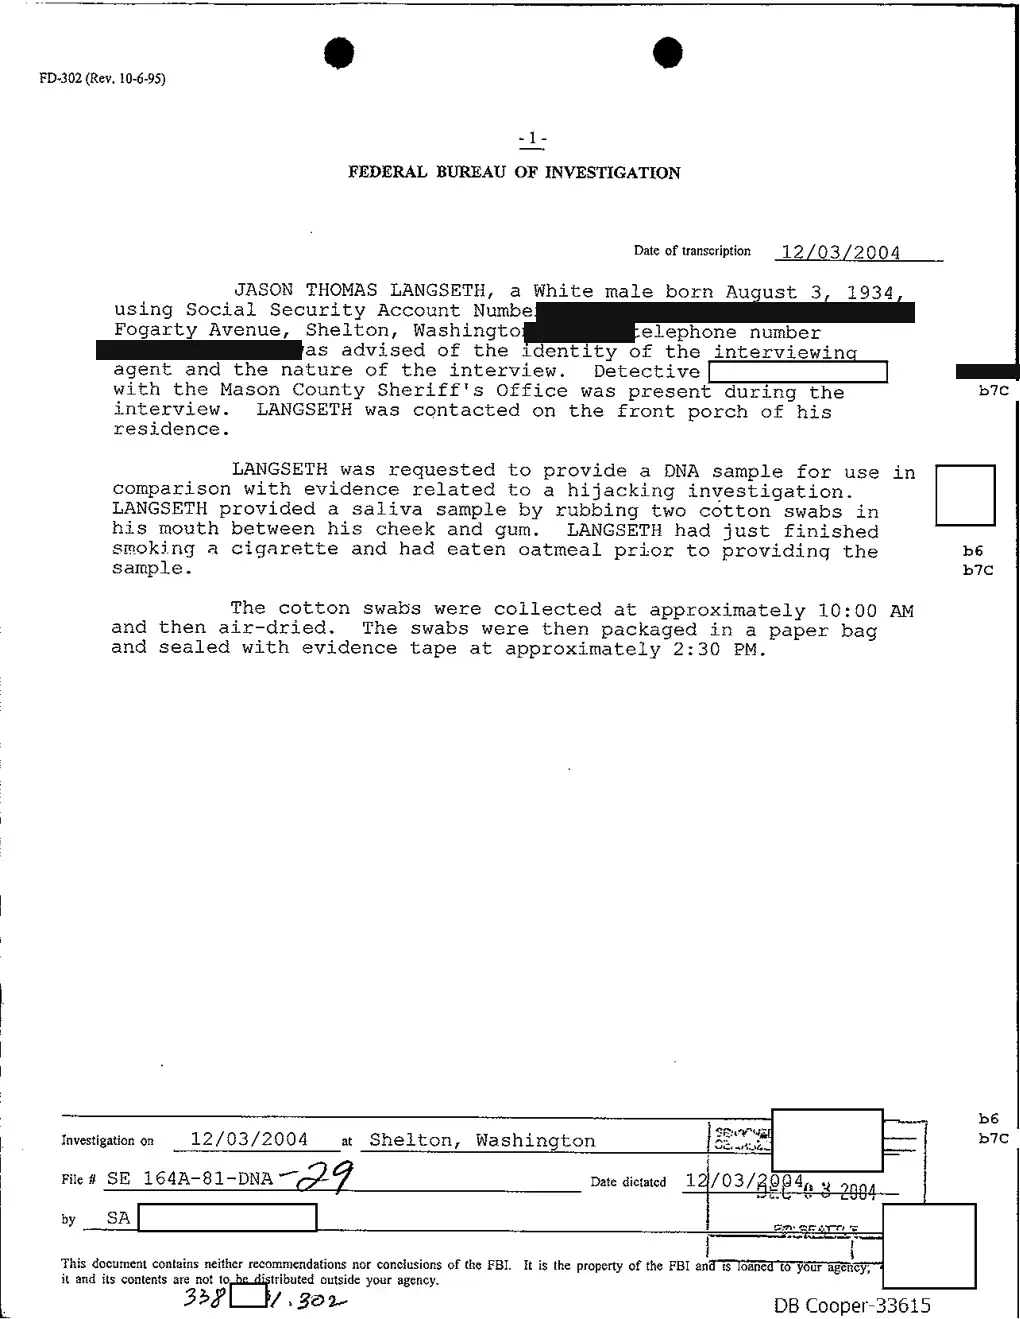 FD-302 (Rev. 10-6-95)
- 1 -
FEDERAL BUREAU OF INVESTIGATION
Date of transcription 12/03/2004
JASON THOMAS LANGSETH, a White male born August 3, 1934,
using Social Security Account Numbe
Fogarty Avenue, Shelton, Washingto elephone number
as advised of the identity of the interviewing
agent and the nature of the interview. Detective
with the Mason County Sheriff's Office was present during the
interview. LANGSETH was contacted on the front porch of his
residence.
b7C
LANGSETH was requested to provide a DNA sample for use in
comparison with evidence related to a hijacking investigation.
LANGSETH provided a saliva sample by rubbing two cotton swabs in
his mouth between his cheek and gum. LANGSETH had just finished
smoking a cigarette and had eaten oatmeal prior to providing the
sample.
b6
b7C
The cotton swabs were collected at approximately 10:00 AM
and then air-dried. The swabs were then packaged in a paper bag
and sealed with evidence tape at approximately 2:30 PM.
b6
b7C
Investigation on 12/03/2004 at Shelton, Washington
File # SE 164A-81-DNA -29 Date dictated 12/03/2004
DEC 03 2004
by SA
This document contains neither recommendations nor conclusions of the FBI. It is the property of the FBI and is loaned to your agency;
it and its contents are not to be distributed outside your agency.
338 1.302
DB Cooper-33615